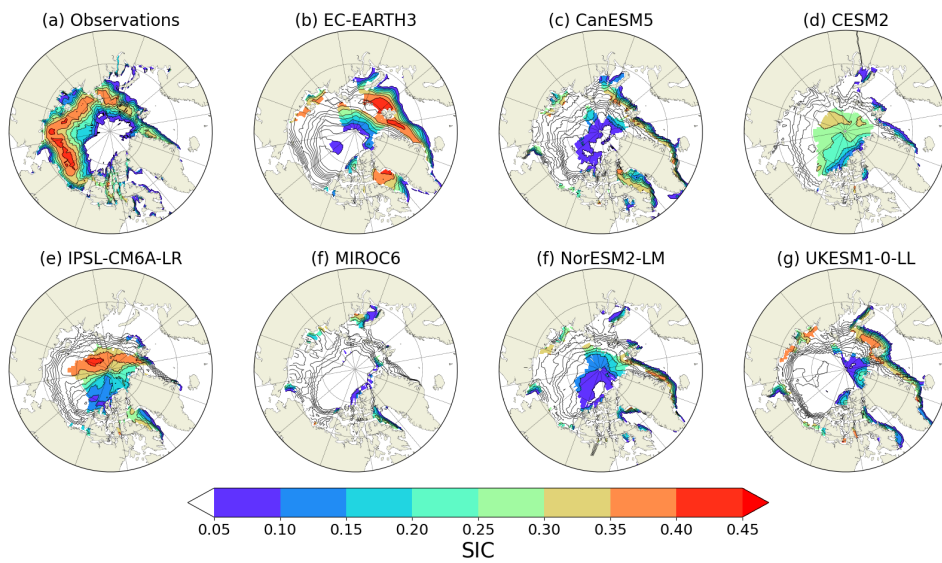 (a) Observations
(b) EC-EARTH3
(c) CanESM5
(d) CESM2
(e) IPSL-CM6A-LR
(f) MIROC6
(f) NorESM2-LM
(g) UKESM1-0-LL
0.05 0.10 0.15 0.20 0.25 0.30 0.35 0.40 0.45
SIC